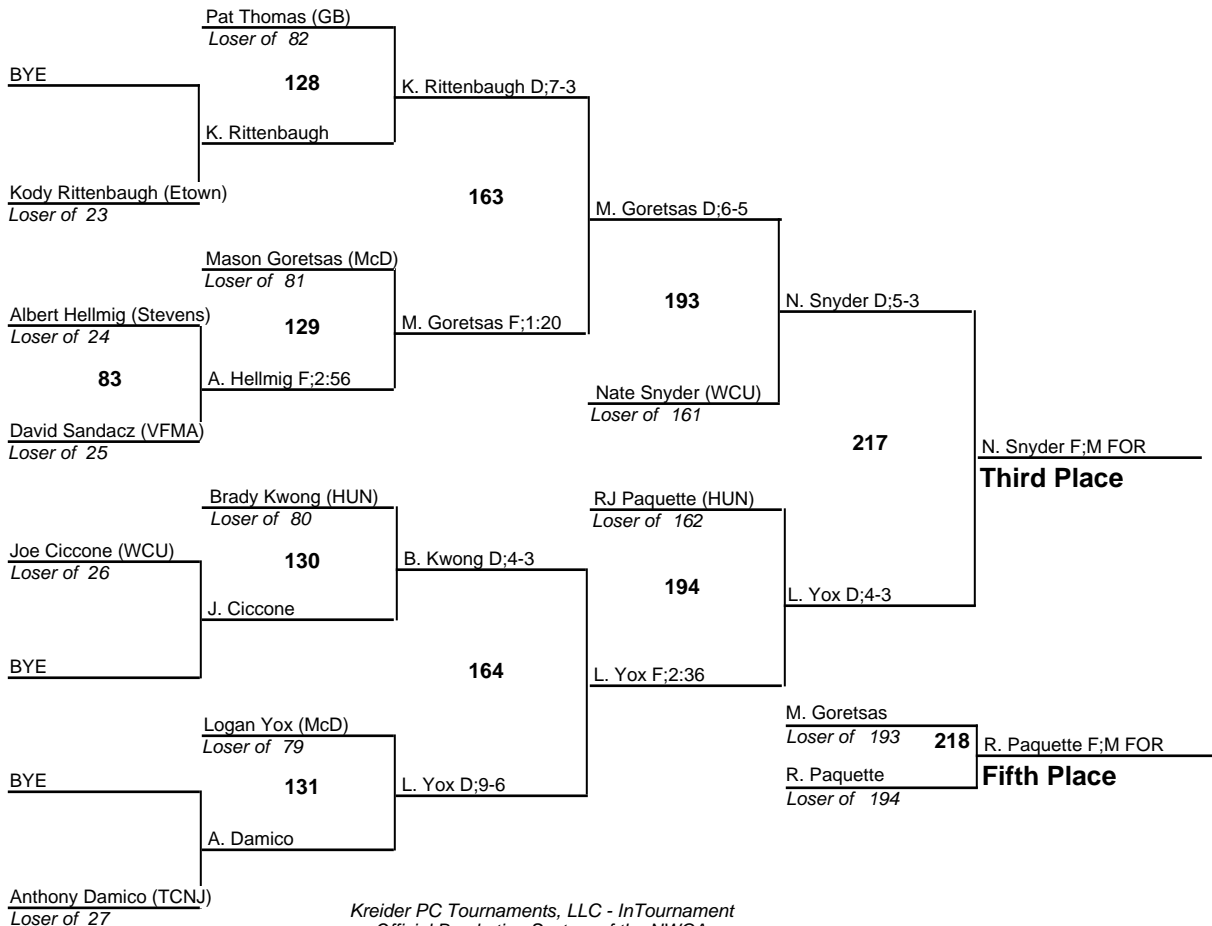 Pat Thomas (GB)
Loser of 82
BYE
128
K. Rittenbaugh D;7-3
K. Rittenbaugh
Kody Rittenbaugh (Etown)
Loser of 23
163
M. Goretsas D;6-5
Mason Goretsas (McD)
Loser of 81
Albert Hellmig (Stevens)
Loser of 24
129
M. Goretsas F;1:20
193
N. Snyder D;5-3
83
A. Hellmig F;2:56
Nate Snyder (WCU)
Loser of 161
David Sandacz (VFMA)
Loser of 25
217
N. Snyder F;M FOR
Third Place
Brady Kwong (HUN)
Loser of 80
RJ Paquette (HUN)
Loser of 162
Joe Ciccone (WCU)
Loser of 26
130
B. Kwong D;4-3
194
J. Ciccone
L. Yox D;4-3
BYE
164
L. Yox F;2:36
Logan Yox (McD)
Loser of 79
M. Goretsas
Loser of 193
218
R. Paquette F;M FOR
Fifth Place
BYE
131
L. Yox D;9-6
R. Paquette
Loser of 194
A. Damico
Anthony Damico (TCNJ)
Loser of 27
Kreider PC Tournaments, LLC - InTournament